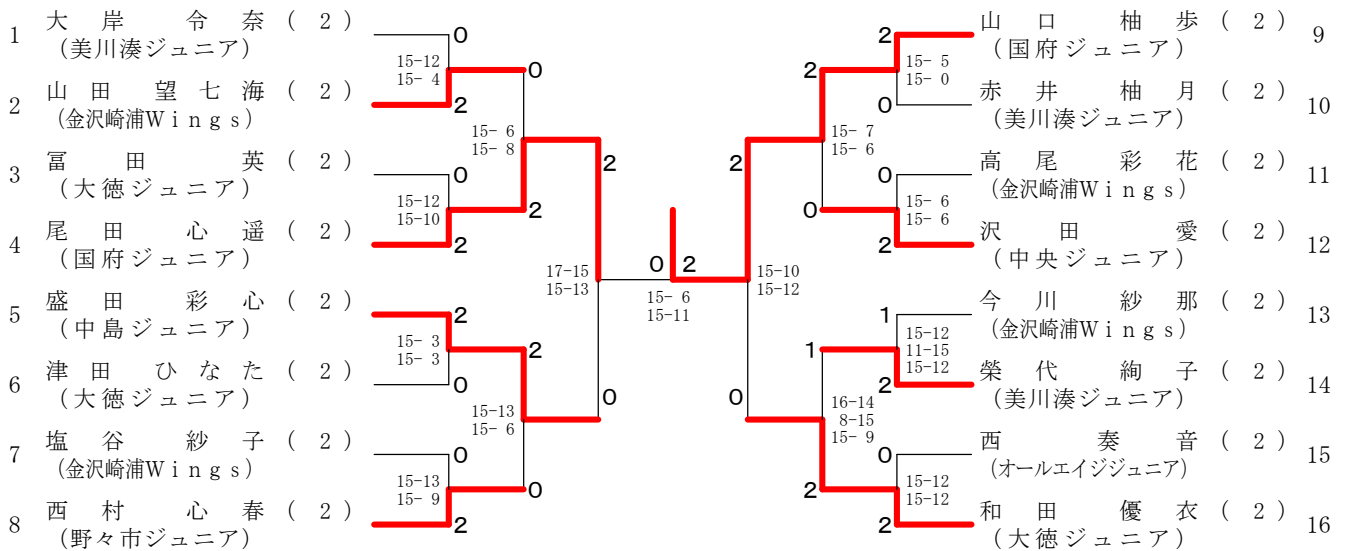 1 大岸 令奈 ( 2 )
(美川湊ジュニア)
0
15-12
15- 4
0
2 山田 望七海 ( 2 )
(金沢崎浦Wings)
2
15- 6
15- 8
2
3 冨田 英 ( 2 )
(大徳ジュニア)
0
15-12
15-10
2
4 尾田 心遥 ( 2 )
(国府ジュニア)
2
17-15
15-13
0 2
15- 6
15-11
5 盛田 彩心 ( 2 )
(中島ジュニア)
2
15- 3
15- 3
2
6 津田 ひなた ( 2 )
(大徳ジュニア)
0
15-13
15- 6
0
7 塩谷 紗子 ( 2 )
(金沢崎浦Wings)
0
15-13
15- 9
0
8 西村 心春 ( 2 )
(野々市ジュニア)
2
山口 柚歩 ( 2 ) 9
(国府ジュニア)
2
15- 5
15- 0
2
赤井 柚月 ( 2 ) 10
(美川湊ジュニア)
0
15- 7
15- 6
2
高尾 彩花 ( 2 ) 11
(金沢崎浦Wings)
0
15- 6
15- 6
0
沢田 愛 ( 2 ) 12
(中央ジュニア)
2
15-10
15-12
今川 紗那 ( 2 ) 13
(金沢崎浦Wings)
1
15-12
11-15
15-12
1
榮代 絢子 ( 2 ) 14
(美川湊ジュニア)
2
16-14
8-15
15- 9
0
西 奏音 ( 2 ) 15
(オールエイジジュニア)
0
15-12
15-12
2
和田 優衣 ( 2 ) 16
(大徳ジュニア)
2